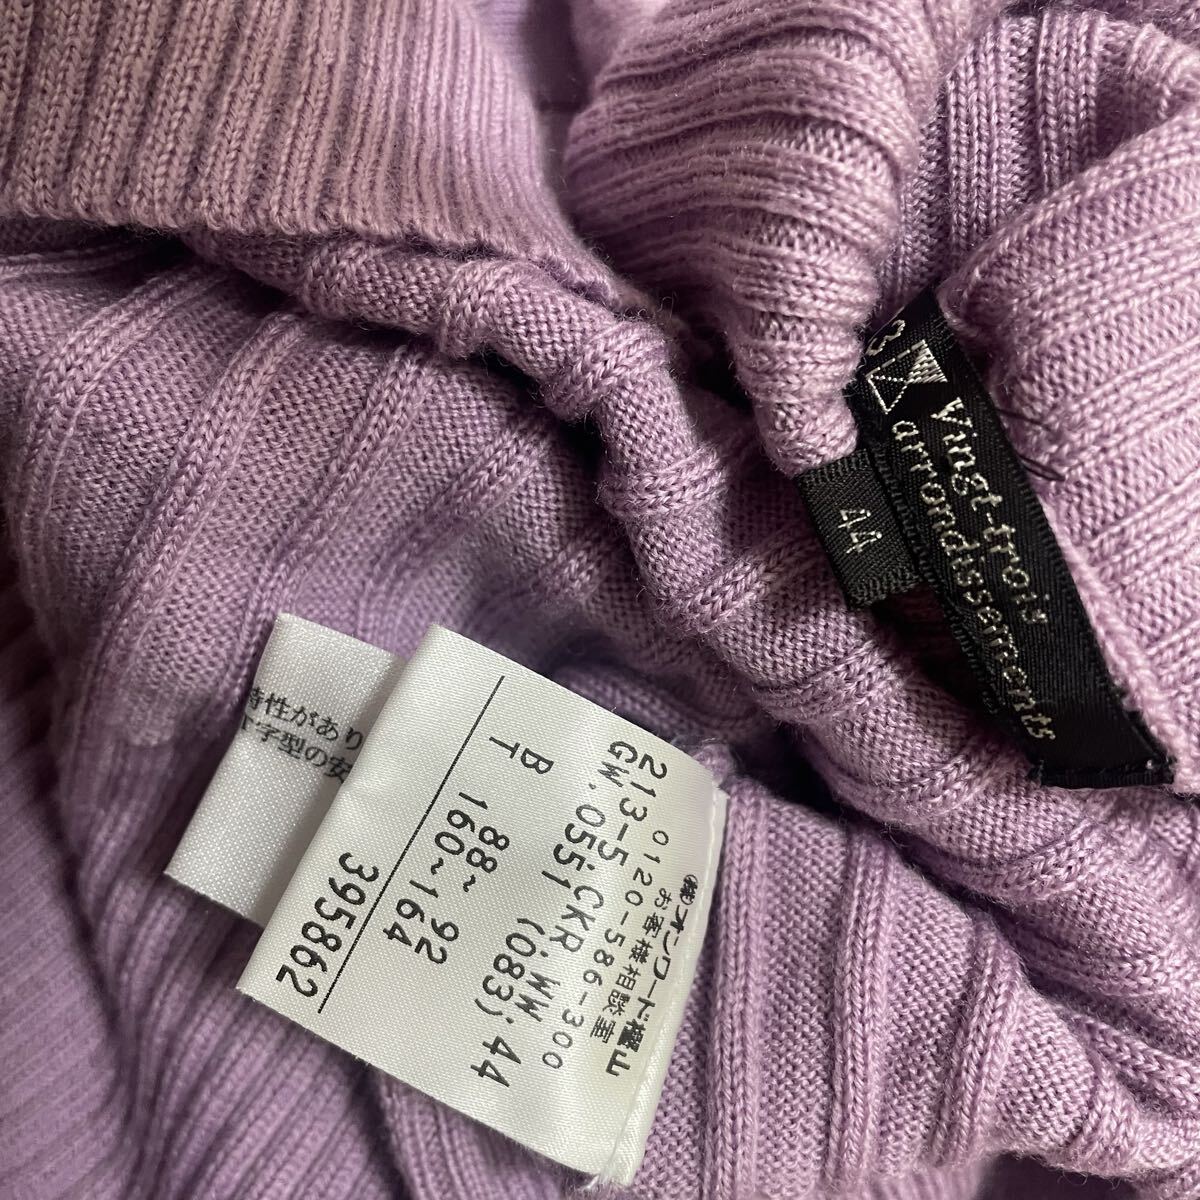 23
Vingt-trois
arrondissements
44
㈱オンワード樫山
お客様相談室
0120-586-300
213-5 CKR.WW
GW.0551 (083).44
B 88~ 92
T 160~164
395862
特性があり
下字型の安